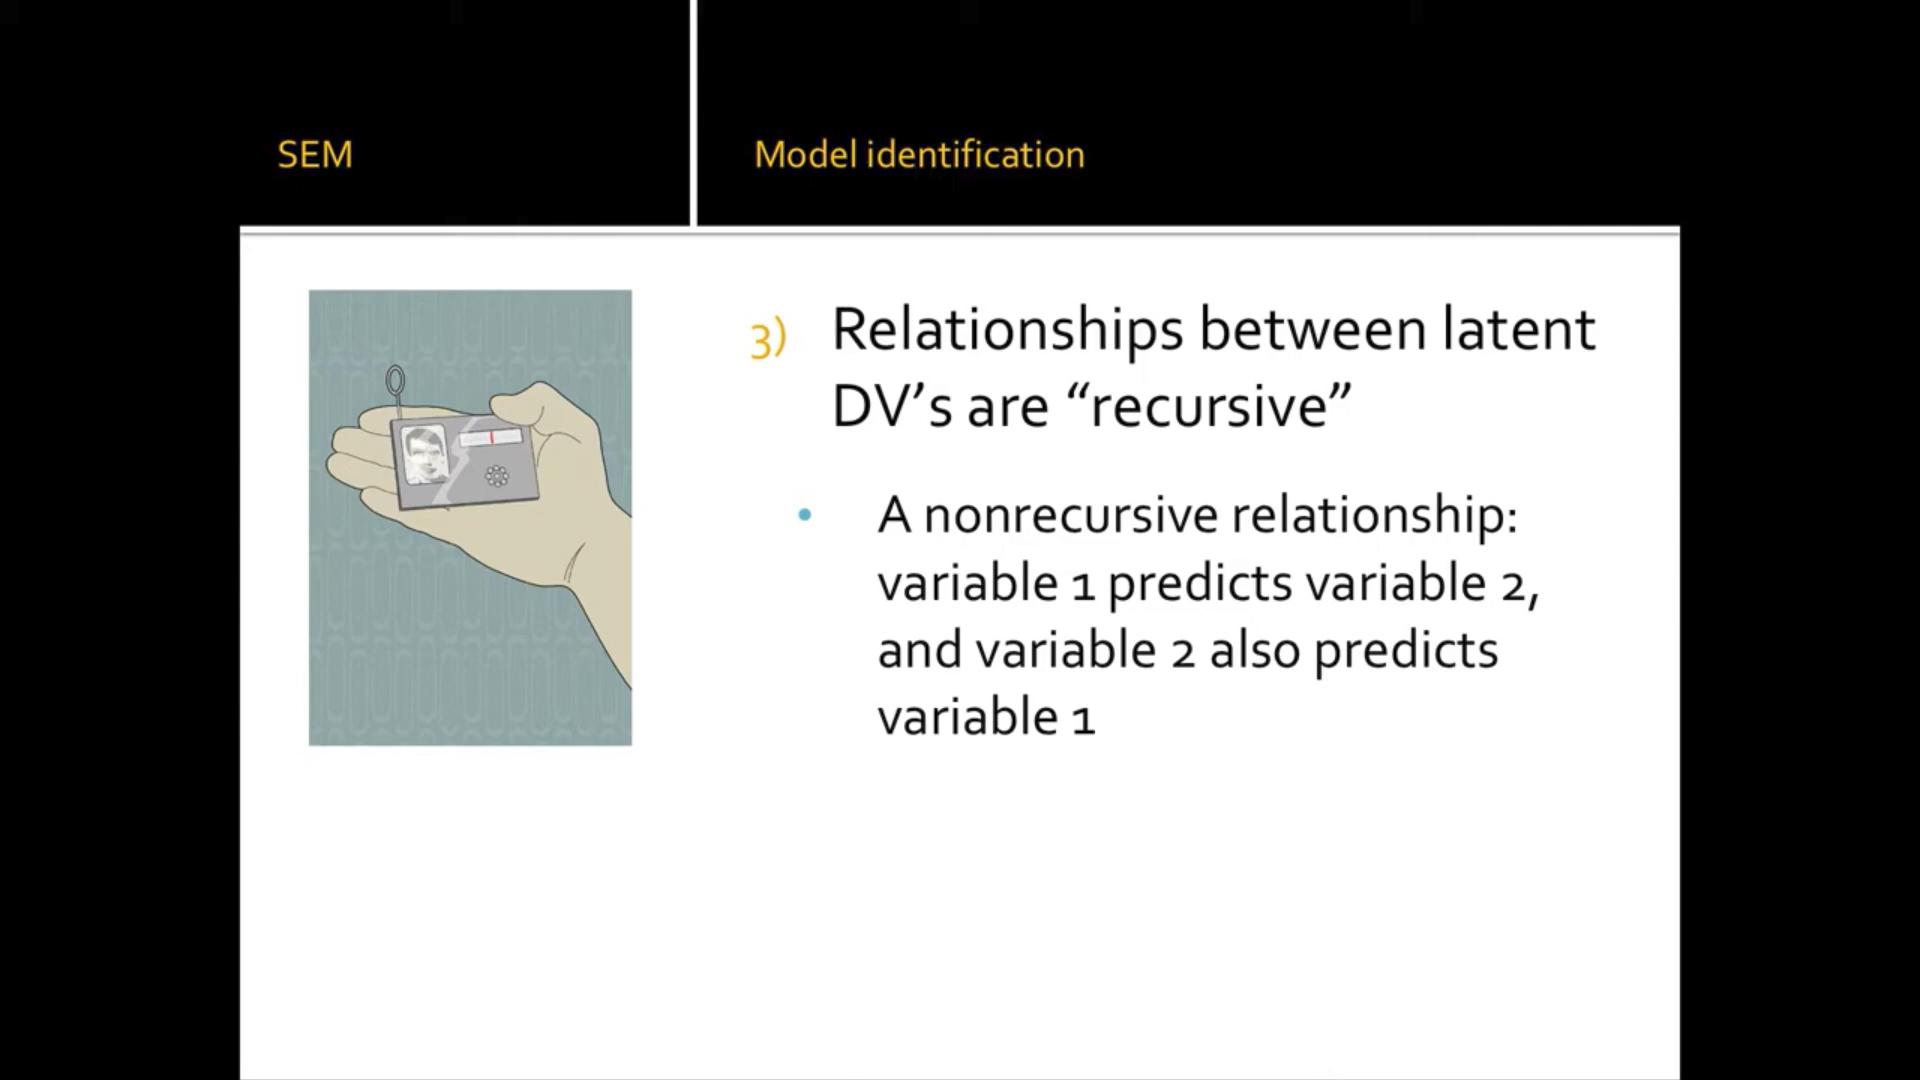 SEM
Model identification
3) Relationships between latent
DV’s are “recursive”
• A nonrecursive relationship:
variable 1 predicts variable 2,
and variable 2 also predicts
variable 1